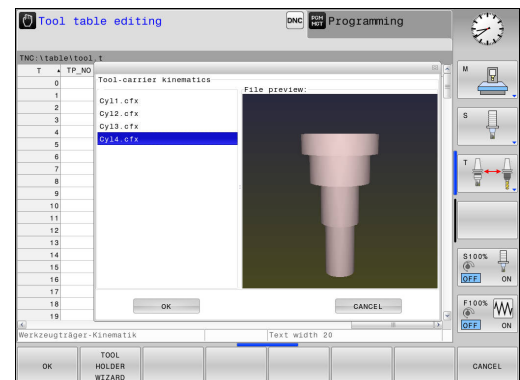 Tool table editing
DNC
PGM
MGT
Programming
TNC:\table\tool.t
T
TP_NO
0
1
2
3
4
5
6
7
8
9
10
11
12
13
14
15
16
17
18
19
Tool-carrier kinematics
File preview:
Cyl1.cfx
Cyl2.cfx
Cyl3.cfx
Cyl4.cfx
OK
CANCEL
Werkzeugträger-Kinematik
Text width 20
M
S
T
S100%
OFF
ON
F100%
OFF
ON
OK
TOOL
HOLDER
WIZARD
CANCEL